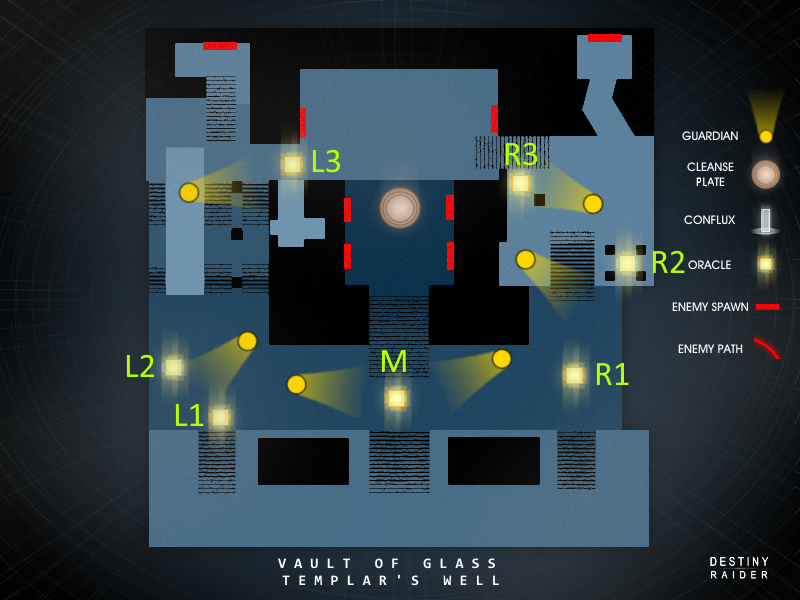 L3
R3
GUARDIAN
CLEANSE
PLATE
CONFLUX
R2
ORACLE
ENEMY SPAWN
ENEMY PATH
L2
M
R1
L1
VAULT OF GLASS
TEMPLAR'S WELL
DESTINY
RAIDER